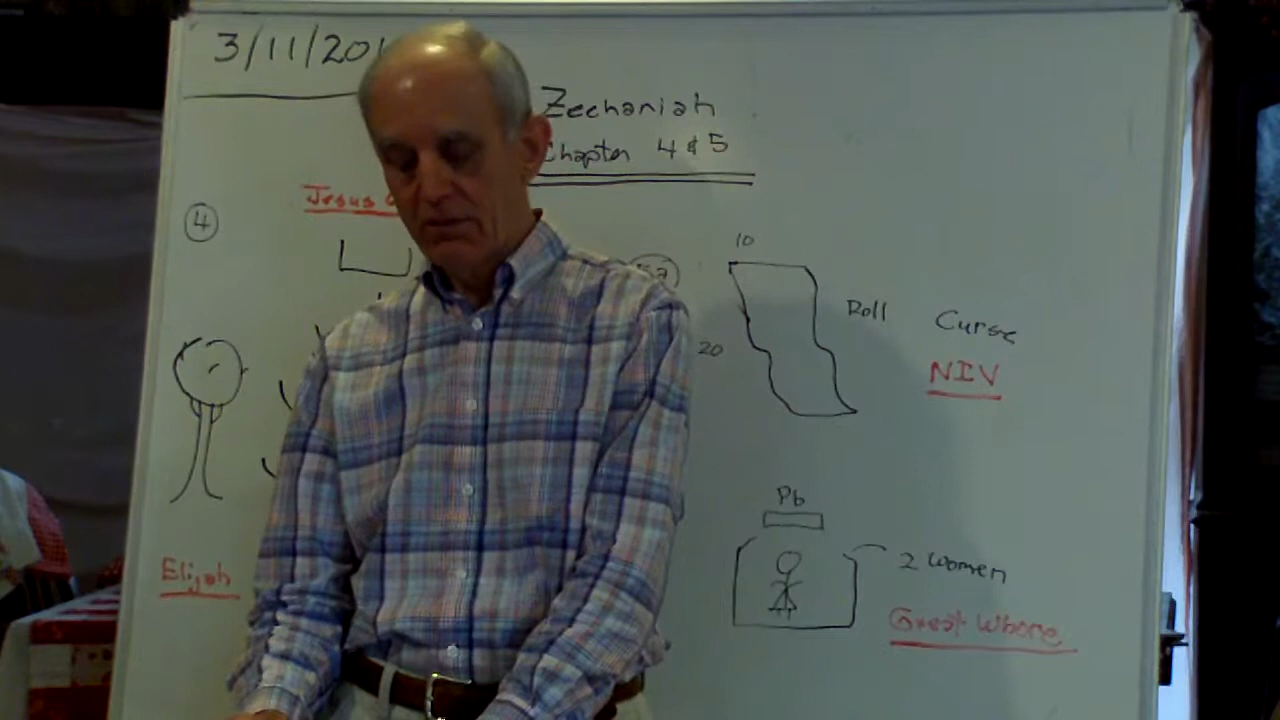 3/11/201
Zechariah
Chapter 4 & 5
Jesus
4
10
Roll
Curse
20
NIV
Pb
2 women
Elijah
Great Whore